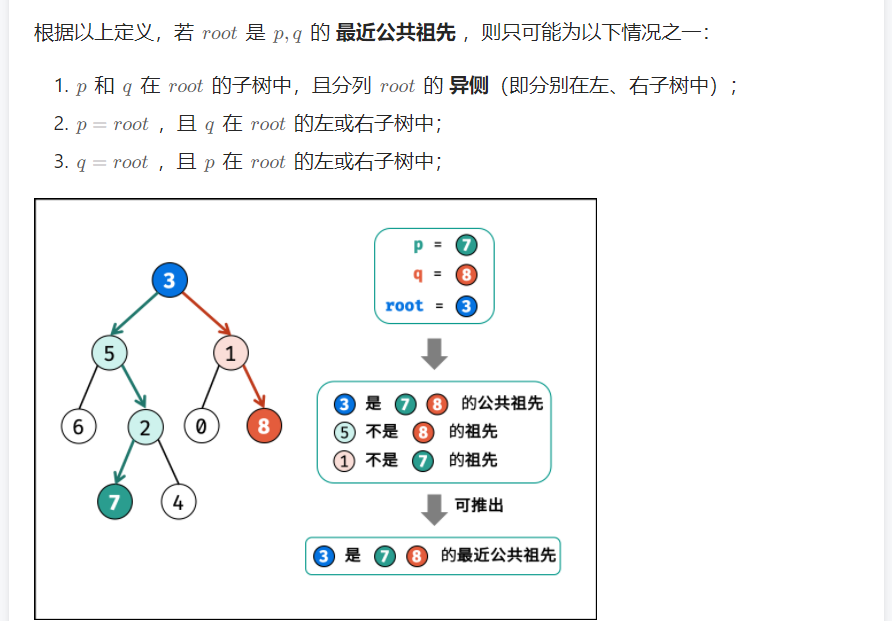 根据以上定义，若 root 是 p, q 的 最近公共祖先 ，则只可能为以下情况之一：
1. p 和 q 在 root 的子树中，且分列 root 的 异侧（即分别在左、右子树中）；
2. p = root ，且 q 在 root 的左或右子树中；
3. q = root ，且 p 在 root 的左或右子树中；
p = 7
q = 8
root = 3
3
5 1
6 2 0 8
7 4
3 是 7 8 的公共祖先
5 不是 8 的祖先
1 不是 7 的祖先
可推出
3 是 7 8 的最近公共祖先